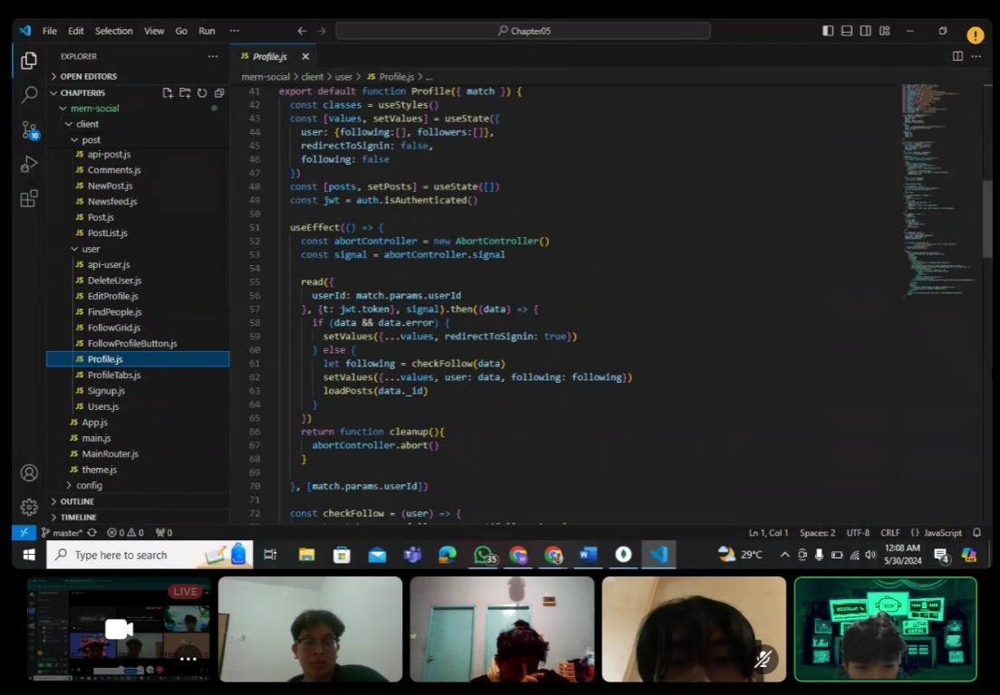 File Edit Selection View Go Run ···
Chapter05
EXPLORER
OPEN EDITORS
CHAPTER05
mern-social
client
post
JS api-post.js
JS Comments.js
JS NewPost.js
JS Newsfeed.js
JS Post.js
JS PostList.js
user
JS api-user.js
JS DeleteUser.js
JS EditProfile.js
JS FindPeople.js
JS FollowGrid.js
JS FollowProfileButton.js
JS Profile.js
JS ProfileTabs.js
JS Signup.js
JS Users.js
JS App.js
JS main.js
JS MainRouter.js
JS theme.js
config
OUTLINE
TIMELINE
10
JS Profile.js
mern-social > client > user > JS Profile.js > ...
41 export default function Profile({ match }) {
42 const classes = useStyles()
43 const [values, setValues] = useState({
44 user: {following:[], followers:[]},
45 redirectToSignin: false,
46 following: false
47 })
48 const [posts, setPosts] = useState([])
49 const jwt = auth.isAuthenticated()
50
51 useEffect(() => {
52 const abortController = new AbortController()
53 const signal = abortController.signal
54
55 read({
56 userId: match.params.userId
57 }, {t: jwt.token}, signal).then((data) => {
58 if (data && data.error) {
59 setValues({...values, redirectToSignin: true})
60 } else {
61 let following = checkFollow(data)
62 setValues({...values, user: data, following: following})
63 loadPosts(data._id)
64 }
65 })
66 return function cleanup(){
67 abortController.abort()
68 }
69
70 }, [match.params.userId])
71
72 const checkFollow = (user) => {
master* 0 0 0
Ln 1, Col 1 Spaces: 2 UTF-8 CRLF {} JavaScript
Type here to search
35
29°C
12:08 AM
5/30/2024
4
LIVE